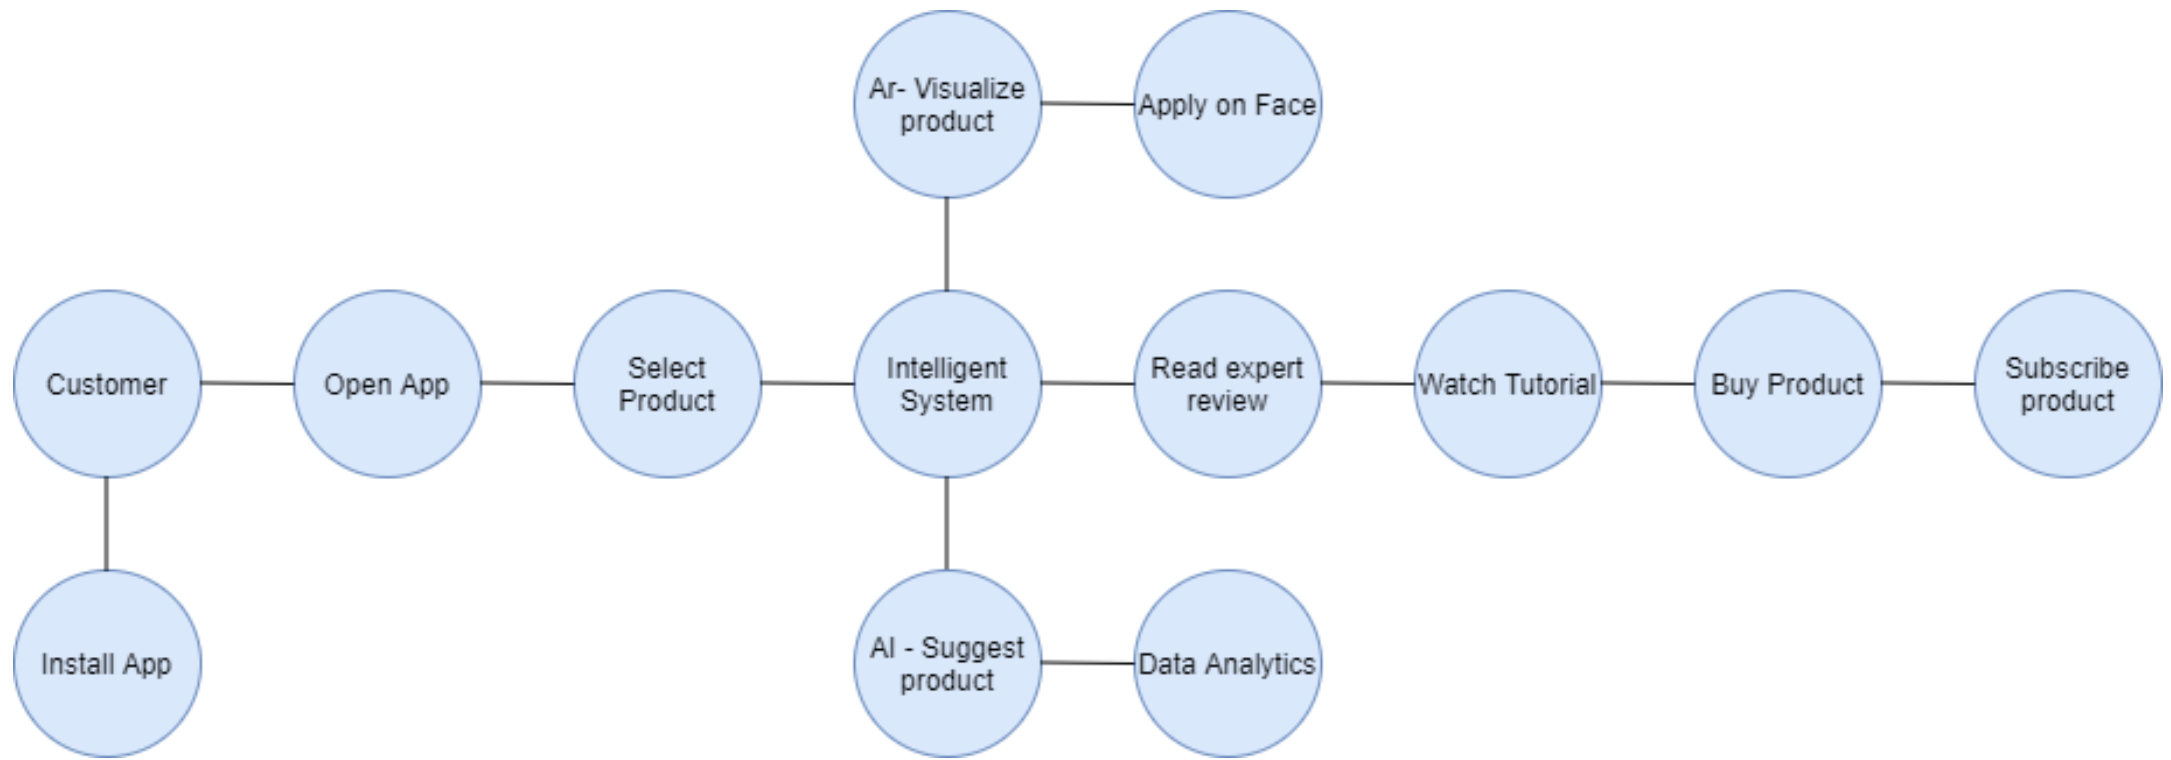 Ar- Visualize
product
Apply on Face
Customer
Open App
Select
Product
Intelligent
System
Read expert
review
Watch Tutorial
Buy Product
Subscribe
product
Install App
AI - Suggest
product
Data Analytics